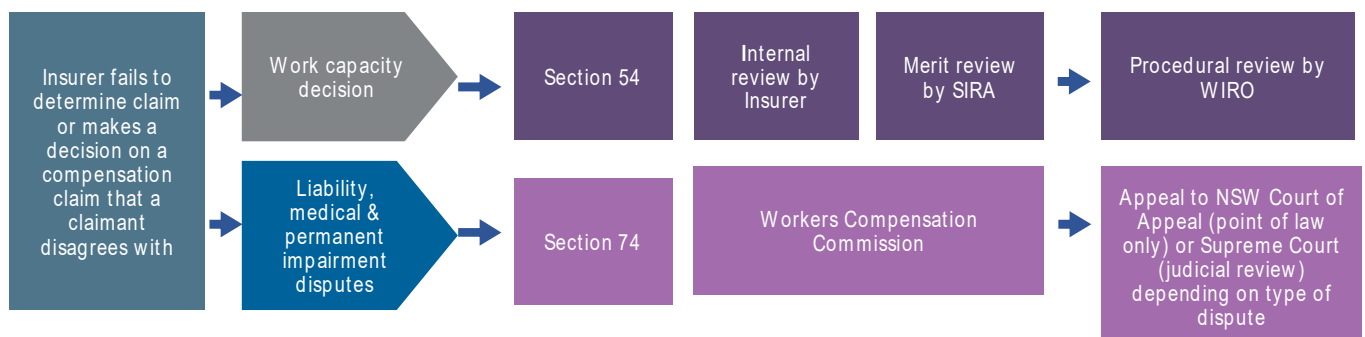 Insurer fails to
determine claim
or makes a
decision on a
compensation
claim that a
claimant
disagrees with
Work capacity
decision
Section 54
Internal
review by
Insurer
Merit review
by SIRA
Procedural review by
WIRO
Liability,
medical &
permanent
impairment
disputes
Section 74
Workers Compensation
Commission
Appeal to NSW Court of
Appeal (point of law
only) or Supreme Court
(judicial review)
depending on type of
dispute